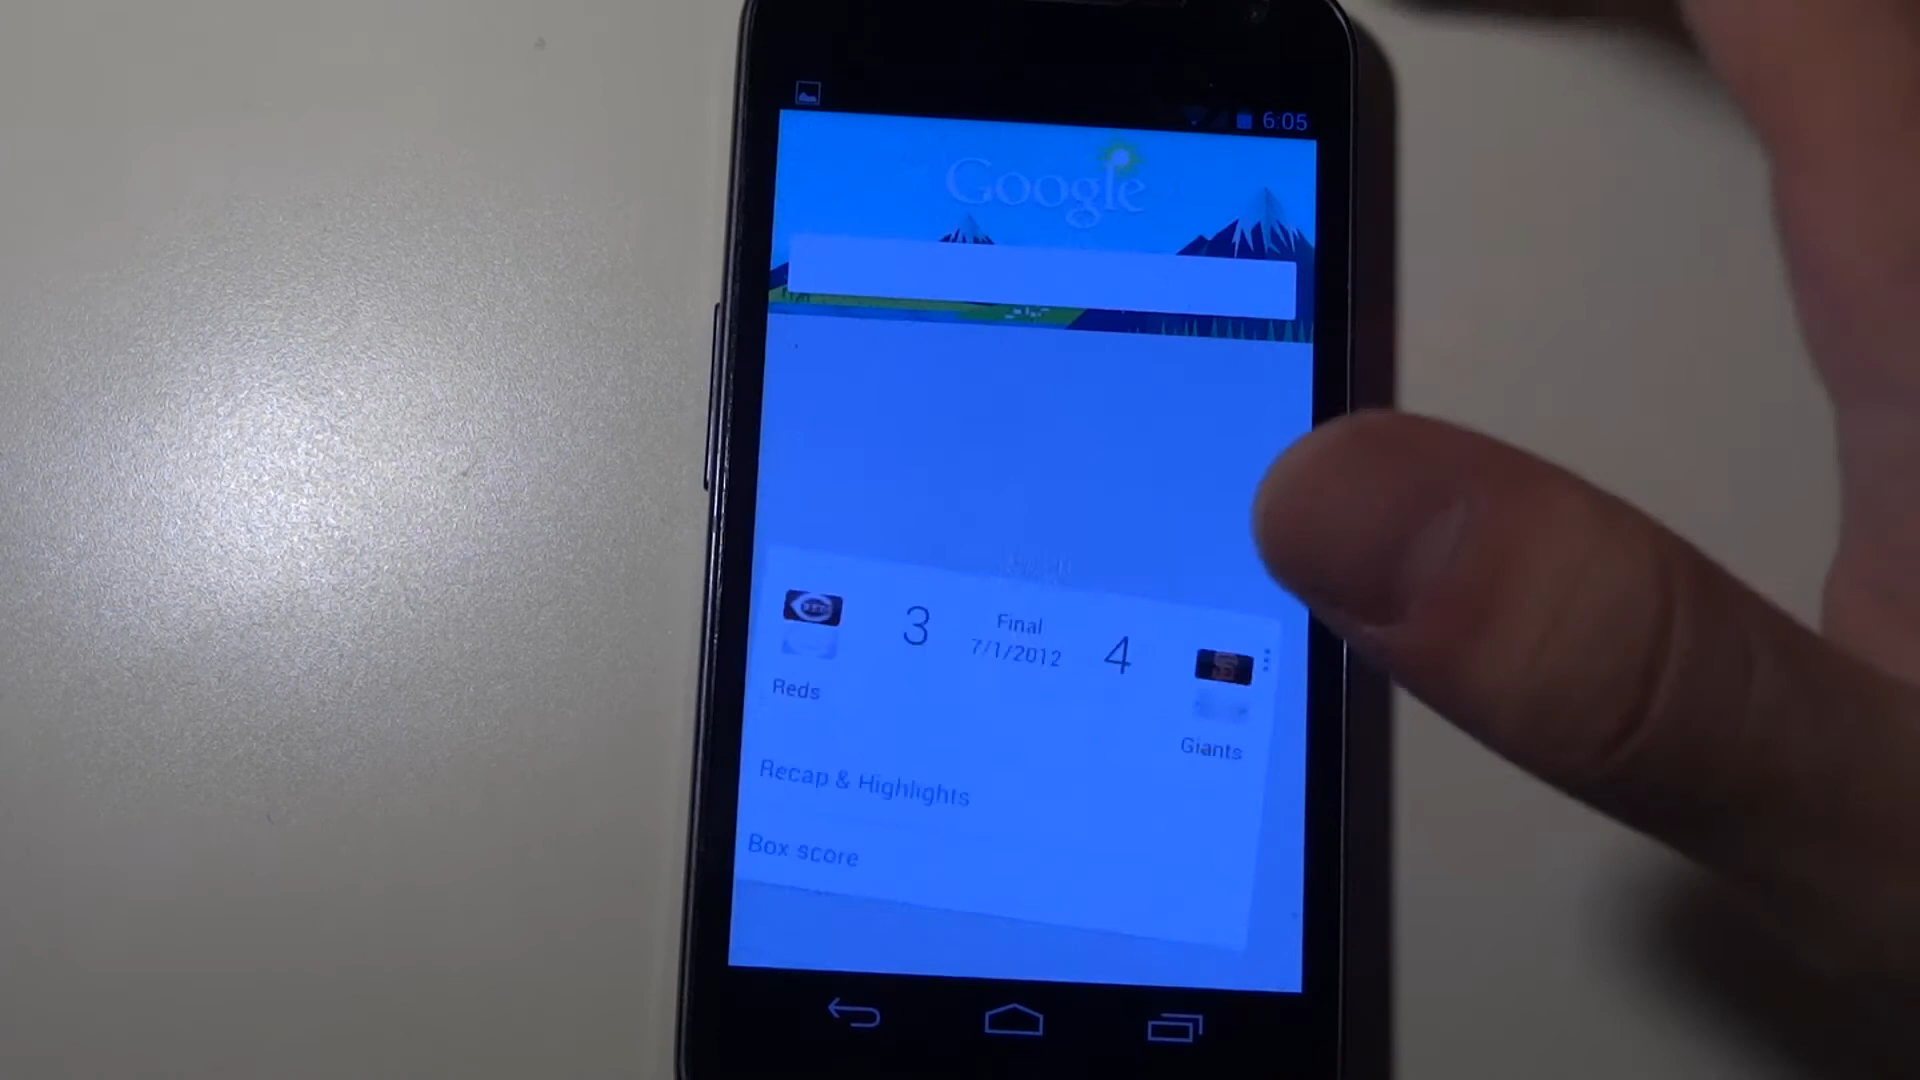 6:05
Google
3 Final 4
7/1/2012
Reds
Giants
Recap & Highlights
Box score